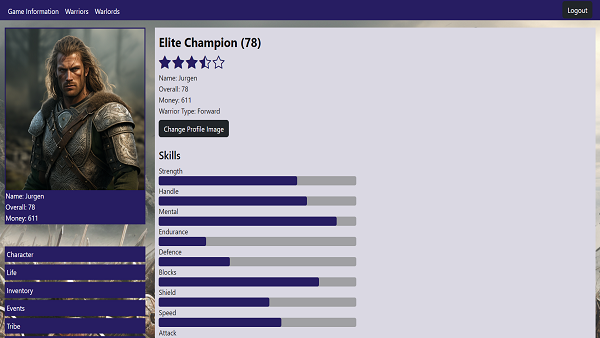 Game Information Warriors Warlords Logout
Name: Jurgen
Overall: 78
Money: 611
Character
Life
Inventory
Events
Tribe
Elite Champion (78)
Name: Jurgen
Overall: 78
Money: 611
Warrior Type: Forward
Change Profile Image
Skills
Strength
Handle
Mental
Endurance
Defence
Blocks
Shield
Speed
Attack